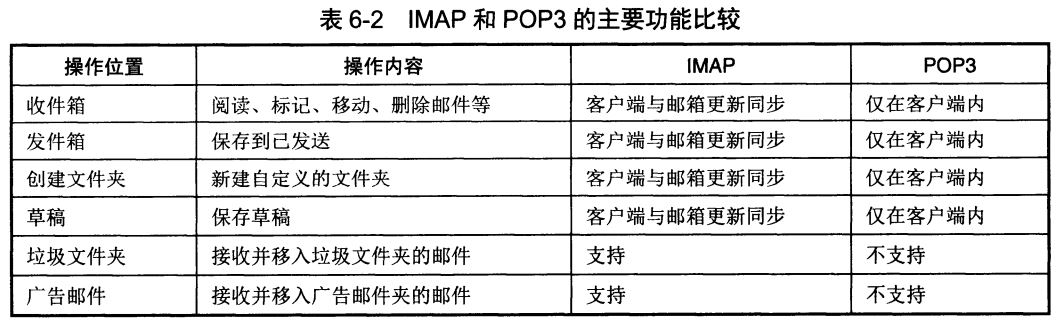 表 6-2 IMAP 和 POP3 的主要功能比较
操作位置 操作内容 IMAP POP3
收件箱 阅读、标记、移动、删除邮件等 客户端与邮箱更新同步 仅在客户端内
发件箱 保存到已发送 客户端与邮箱更新同步 仅在客户端内
创建文件夹 新建自定义的文件夹 客户端与邮箱更新同步 仅在客户端内
草稿 保存草稿 客户端与邮箱更新同步 仅在客户端内
垃圾文件夹 接收并移入垃圾文件夹的邮件 支持 不支持
广告邮件 接收并移入广告邮件夹的邮件 支持 不支持